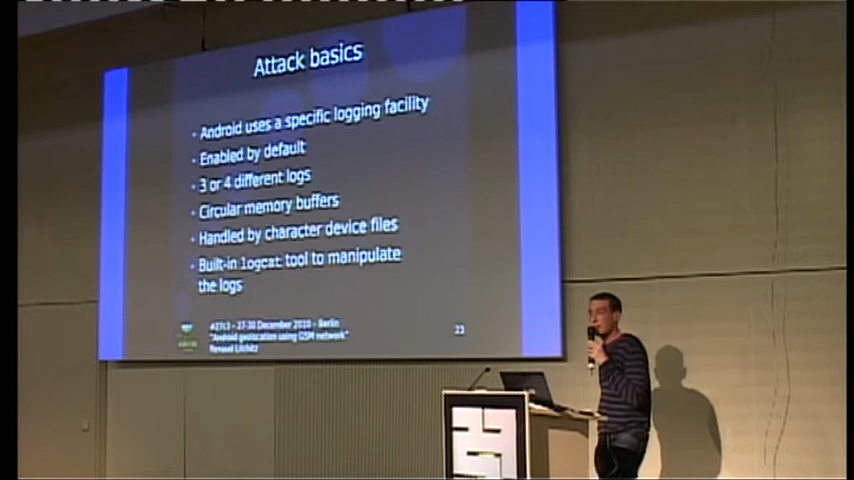 Attack basics
Android uses a specific logging facility
Enabled by default
3 or 4 different logs
Circular memory buffers
Handled by character device files
Built-in logcat tool to manipulate
the logs
#27c3 - 27-30 December 2010 - Berlin
"Android geolocation using GSM network"
Renaud Lifchitz
23